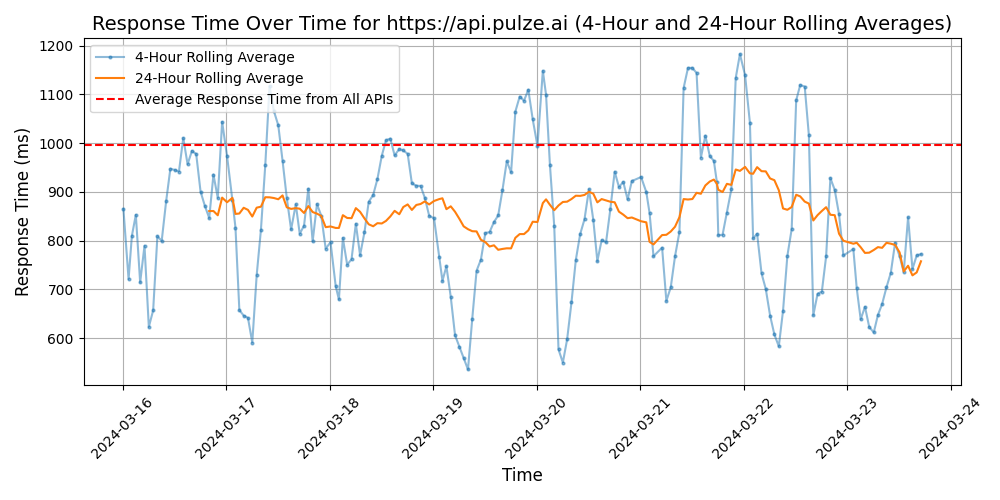 Response Time Over Time for https://api.pulze.ai (4-Hour and 24-Hour Rolling Averages)
4-Hour Rolling Average
24-Hour Rolling Average
Average Response Time from All APIs
Response Time (ms)
1200
1100
1000
900
800
700
600
2024-03-16
2024-03-17
2024-03-18
2024-03-19
2024-03-20
2024-03-21
2024-03-22
2024-03-23
2024-03-24
Time